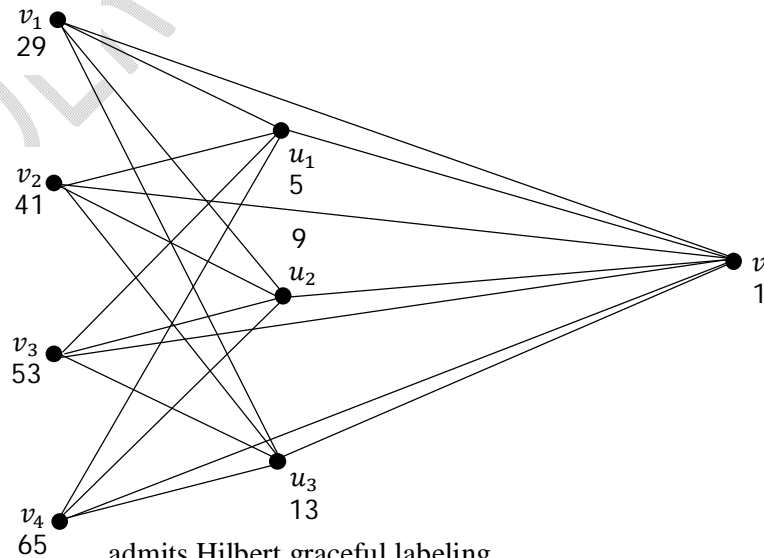 v₁
29
u₁
5
v₂
41
9
u₂
v
1
v₃
53
u₃
13
v₄
65
admits Hilbert graceful labeling